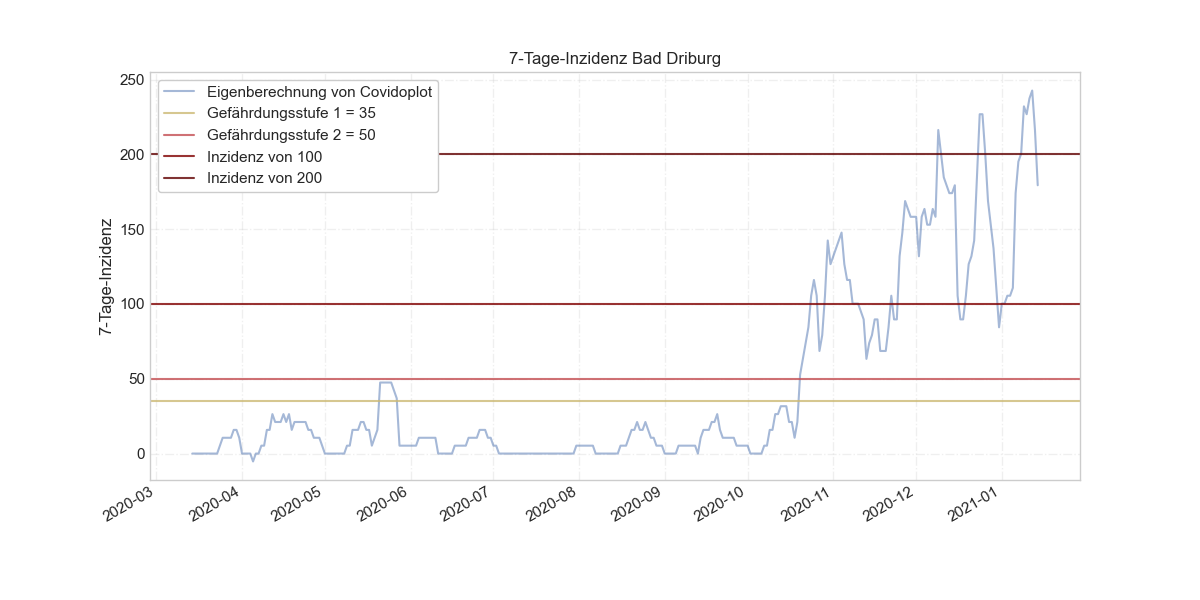 7-Tage-Inzidenz Bad Driburg
Eigenberechnung von Covidoplot
Gefährdungsstufe 1 = 35
Gefährdungsstufe 2 = 50
Inzidenz von 100
Inzidenz von 200
7-Tage-Inzidenz
250
200
150
100
50
0
2020-03
2020-04
2020-05
2020-06
2020-07
2020-08
2020-09
2020-10
2020-11
2020-12
2021-01